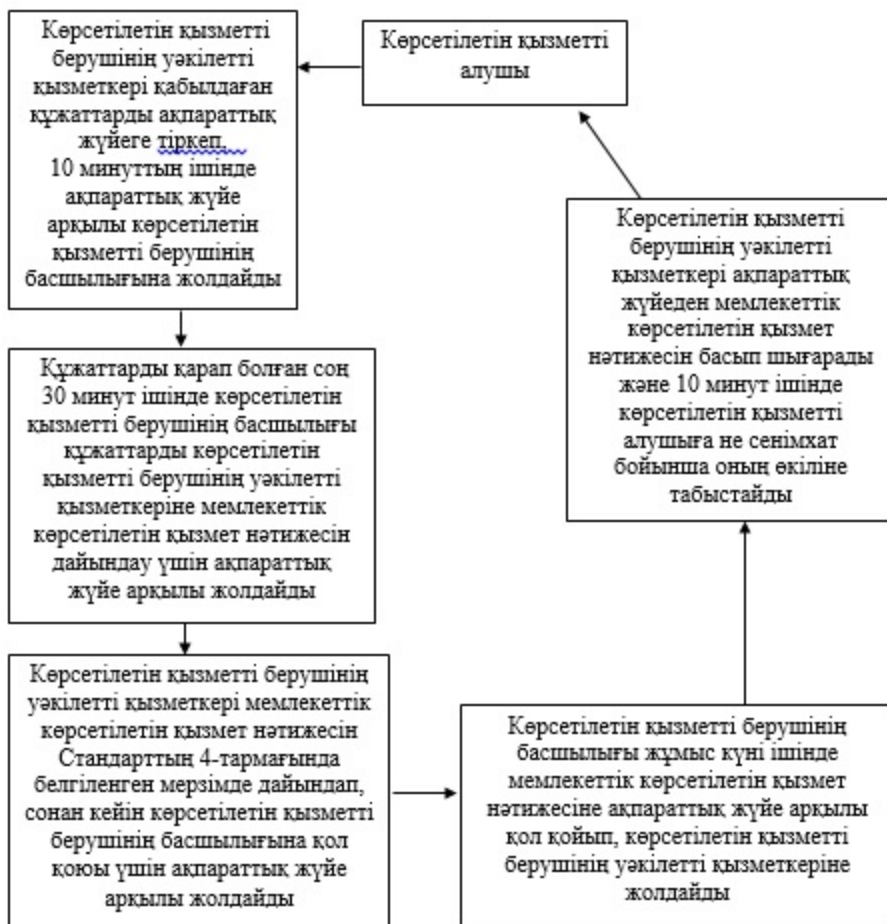 Көрсетілетін қызметті
алушы
Көрсетілетін қызметті
берушінің уәкілетті
қызметкері қабылдаған
құжаттарды ақпараттық
жүйеге тіркеп,
10 минуттың ішінде
ақпараттық жүйе
арқылы көрсетілетін
қызметті берушінің
басшылығына жолдайды
Құжаттарды қарап болған соң
30 минут ішінде көрсетілетін
қызметті берушінің басшылығы
құжаттарды көрсетілетін
қызметті берушінің уәкілетті
қызметкеріне мемлекеттік
көрсетілетін қызмет нәтижесін
дайындау үшін ақпараттық
жүйе арқылы жолдайды
Көрсетілетін қызметті берушінің
уәкілетті қызметкері мемлекеттік
көрсетілетін қызмет нәтижесін
Стандарттың 4-тармағында
белгіленген мерзімде дайындап,
сонан кейін көрсетілетін қызметті
берушінің басшылығына қол
қоюы үшін ақпараттық жүйе
арқылы жолдайды
Көрсетілетін қызметті берушінің
басшылығы жұмыс күні ішінде
мемлекеттік көрсетілетін қызмет
нәтижесіне ақпараттық жүйе арқылы
қол қойып, көрсетілетін қызметті
берушінің уәкілетті қызметкеріне
жолдайды
Көрсетілетін қызметті
берушінің уәкілетті
қызметкері ақпараттық
жүйеден мемлекеттік
көрсетілетін қызмет
нәтижесін басып шығарады
және 10 минут ішінде
көрсетілетін қызметті
алушыға не сенімхат
бойынша оның өкіліне
табыстайды